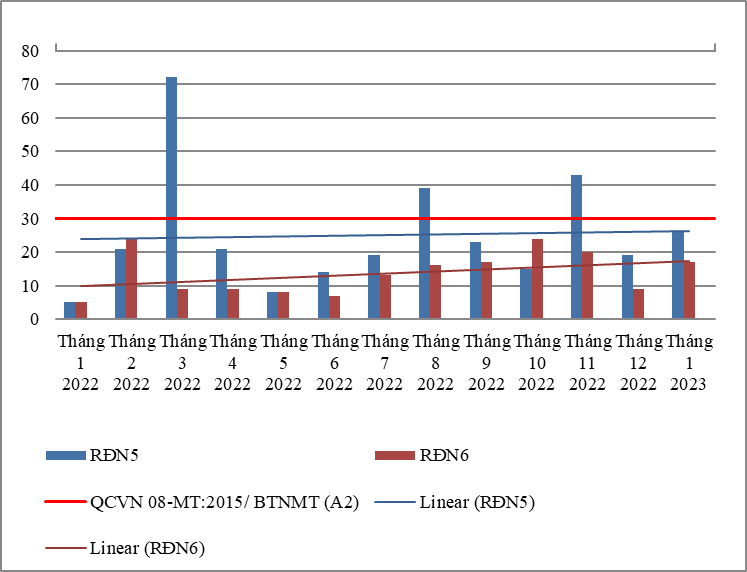 80
70
60
50
40
30
20
10
0
Tháng Tháng Tháng Tháng Tháng Tháng Tháng Tháng Tháng Tháng Tháng Tháng Tháng
1 2 3 4 5 6 7 8 9 10 11 12 1
2022 2022 2022 2022 2022 2022 2022 2022 2022 2022 2022 2022 2023
RĐN5 RĐN6
QCVN 08-MT:2015/ BTNMT (A2) Linear (RĐN5)
Linear (RĐN6)